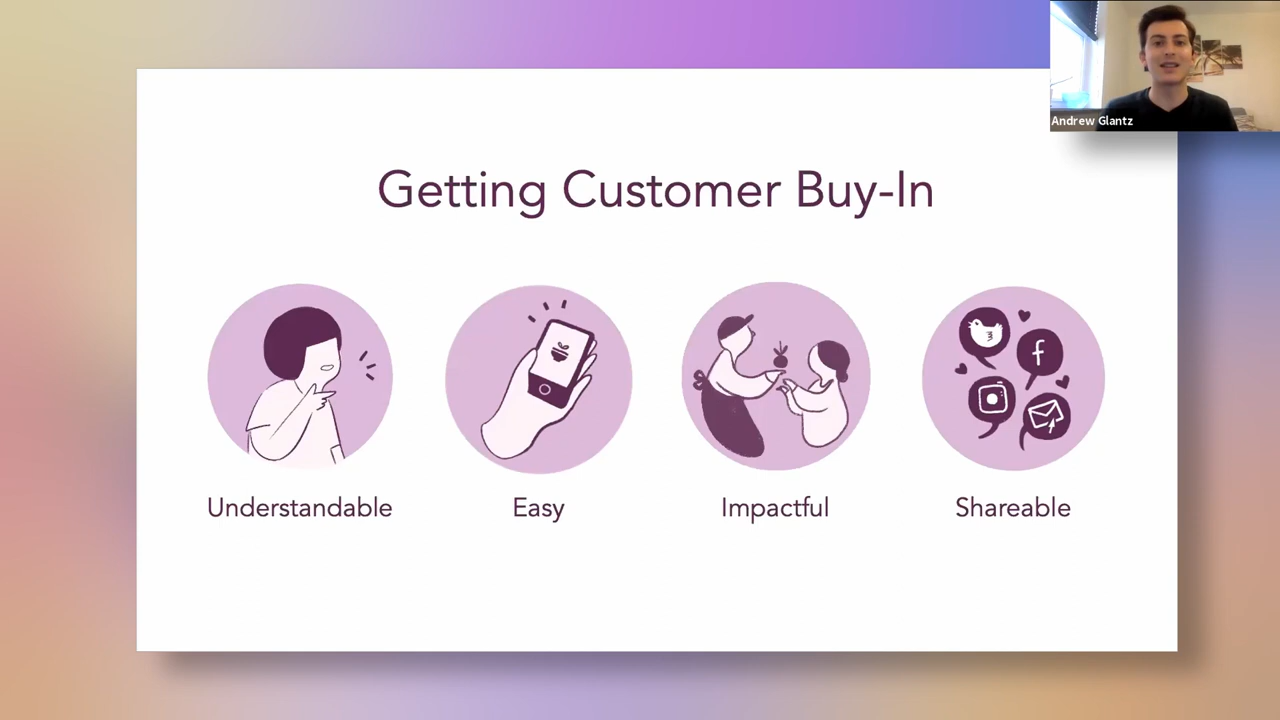 Andrew Glantz
Getting Customer Buy-In
Understandable
Easy
Impactful
Shareable